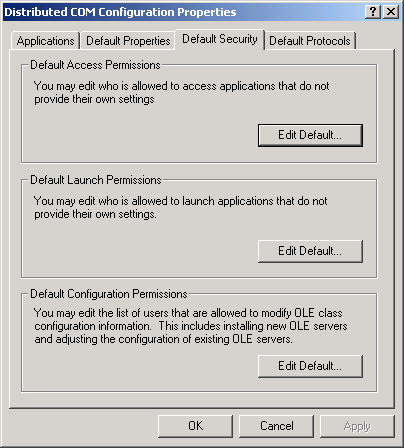 Distributed COM Configuration Properties
Applications Default Properties Default Security Default Protocols
Default Access Permissions
You may edit who is allowed to access applications that do not
provide their own settings
Edit Default...
Default Launch Permissions
You may edit who is allowed to launch applications that do not
provide their own settings.
Edit Default...
Default Configuration Permissions
You may edit the list of users that are allowed to modify OLE class
configuration information. This includes installing new OLE servers
and adjusting the configuration of existing OLE servers.
Edit Default...
OK Cancel Apply